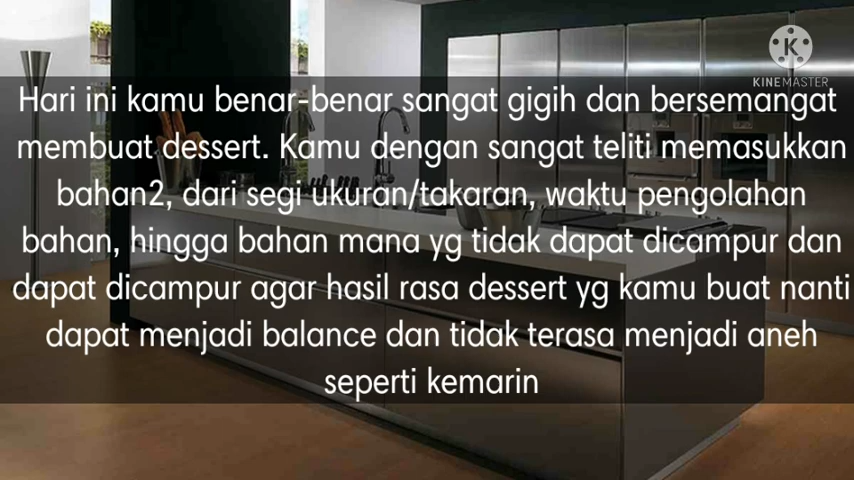 KINEMASTER
Hari ini kamu benar-benar sangat gigih dan bersemangat
membuat dessert. Kamu dengan sangat teliti memasukkan
bahan2, dari segi ukuran/takaran, waktu pengolahan
bahan, hingga bahan mana yg tidak dapat dicampur dan
dapat dicampur agar hasil rasa dessert yg kamu buat nanti
dapat menjadi balance dan tidak terasa menjadi aneh
seperti kemarin